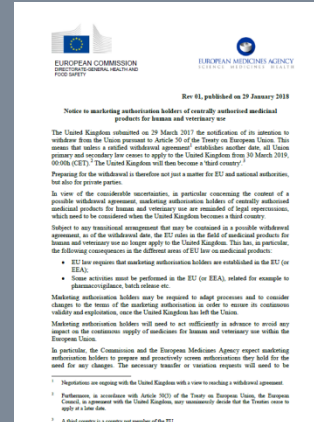 EUROPEAN COMMISSION
DIRECTORATE-GENERAL HEALTH AND
FOOD SAFETY
EUROPEAN MEDICINES AGENCY
SCIENCE MEDICINES HEALTH
Rev 01, published on 29 January 2018
Notice to marketing authorisation holders of centrally authorised medicinal
products for human and veterinary use
The United Kingdom submitted on 29 March 2017 the notification of its intention to
withdraw from the Union pursuant to Article 50 of the Treaty on European Union. This
means that unless a ratified withdrawal agreement¹ establishes another date, all Union
primary and secondary law ceases to apply to the United Kingdom from 30 March 2019,
00:00h (CET).² The United Kingdom will then become a 'third country'.³
Preparing for the withdrawal is therefore not just a matter for EU and national authorities,
but also for private parties.
In view of the considerable uncertainties, in particular concerning the content of a
possible withdrawal agreement, marketing authorisation holders of centrally authorised
medicinal products for human and veterinary use are reminded of legal repercussions,
which need to be considered when the United Kingdom becomes a third country.
Subject to any transitional arrangement that may be contained in a possible withdrawal
agreement, as of the withdrawal date, the EU rules in the field of medicinal products for
human and veterinary use no longer apply to the United Kingdom. This has, in particular,
the following consequences in the different areas of EU law on medicinal products:
• EU law requires that marketing authorisation holders are established in the EU (or
EEA);
• Some activities must be performed in the EU (or EEA), related for example to
pharmacovigilance, batch release etc.
Marketing authorisation holders may be required to adapt processes and to consider
changes to the terms of the marketing authorisation in order to ensure its continuous
validity and exploitation, once the United Kingdom has left the Union.
Marketing authorisation holders will need to act sufficiently in advance to avoid any
impact on the continuous supply of medicines for human and veterinary use within the
European Union.
In particular, the Commission and the European Medicines Agency expect marketing
authorisation holders to prepare and proactively screen authorisations they hold for the
need for any changes. The necessary transfer or variation requests will need to be
1 Negotiations are ongoing with the United Kingdom with a view to reaching a withdrawal agreement.
2 Furthermore, in accordance with Article 50(3) of the Treaty on European Union, the European
Council, in agreement with the United Kingdom, may unanimously decide that the Treaties cease to
apply at a later date.
3 A third country is a country not member of the EU.